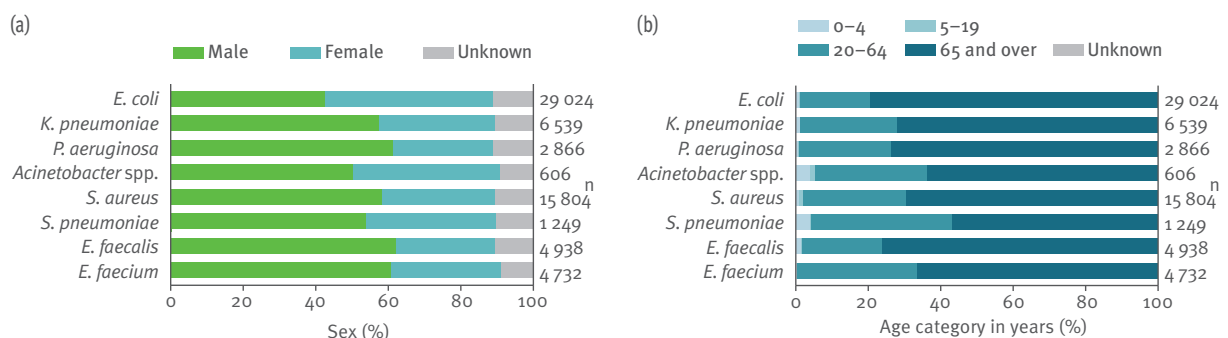 (a)
Male Female Unknown
E. coli 29 024
K. pneumoniae 6 539
P. aeruginosa 2 866
Acinetobacter spp. 606
n
S. aureus 15 804
S. pneumoniae 1 249
E. faecalis 4 938
E. faecium 4 732
0 20 40 60 80 100
Sex (%)
(b)
0–4 5–19
20–64 65 and over Unknown
E. coli 29 024
K. pneumoniae 6 539
P. aeruginosa 2 866
Acinetobacter spp. 606
n
S. aureus 15 804
S. pneumoniae 1 249
E. faecalis 4 938
E. faecium 4 732
0 20 40 60 80 100
Age category in years (%)